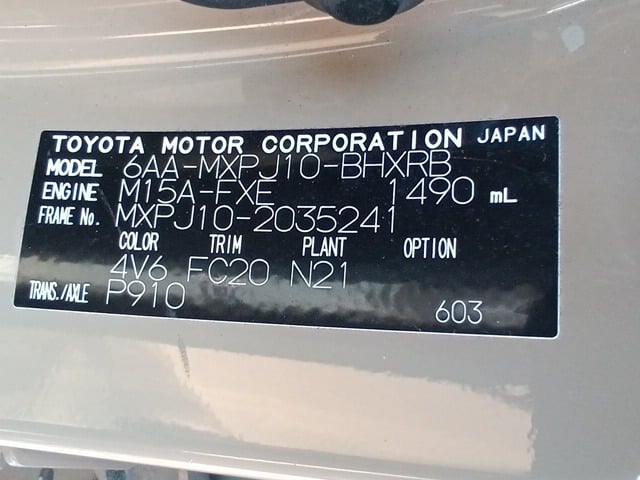 TOYOTA MOTOR CORPORATION JAPAN
MODEL 6AA-MXPJ10-BHXRB
ENGINE M15A-FXE 1490 mL
FRAME No. MXPJ10-2035241
COLOR TRIM PLANT OPTION
4V6 FC20 N21
TRANS./AXLE P910
603